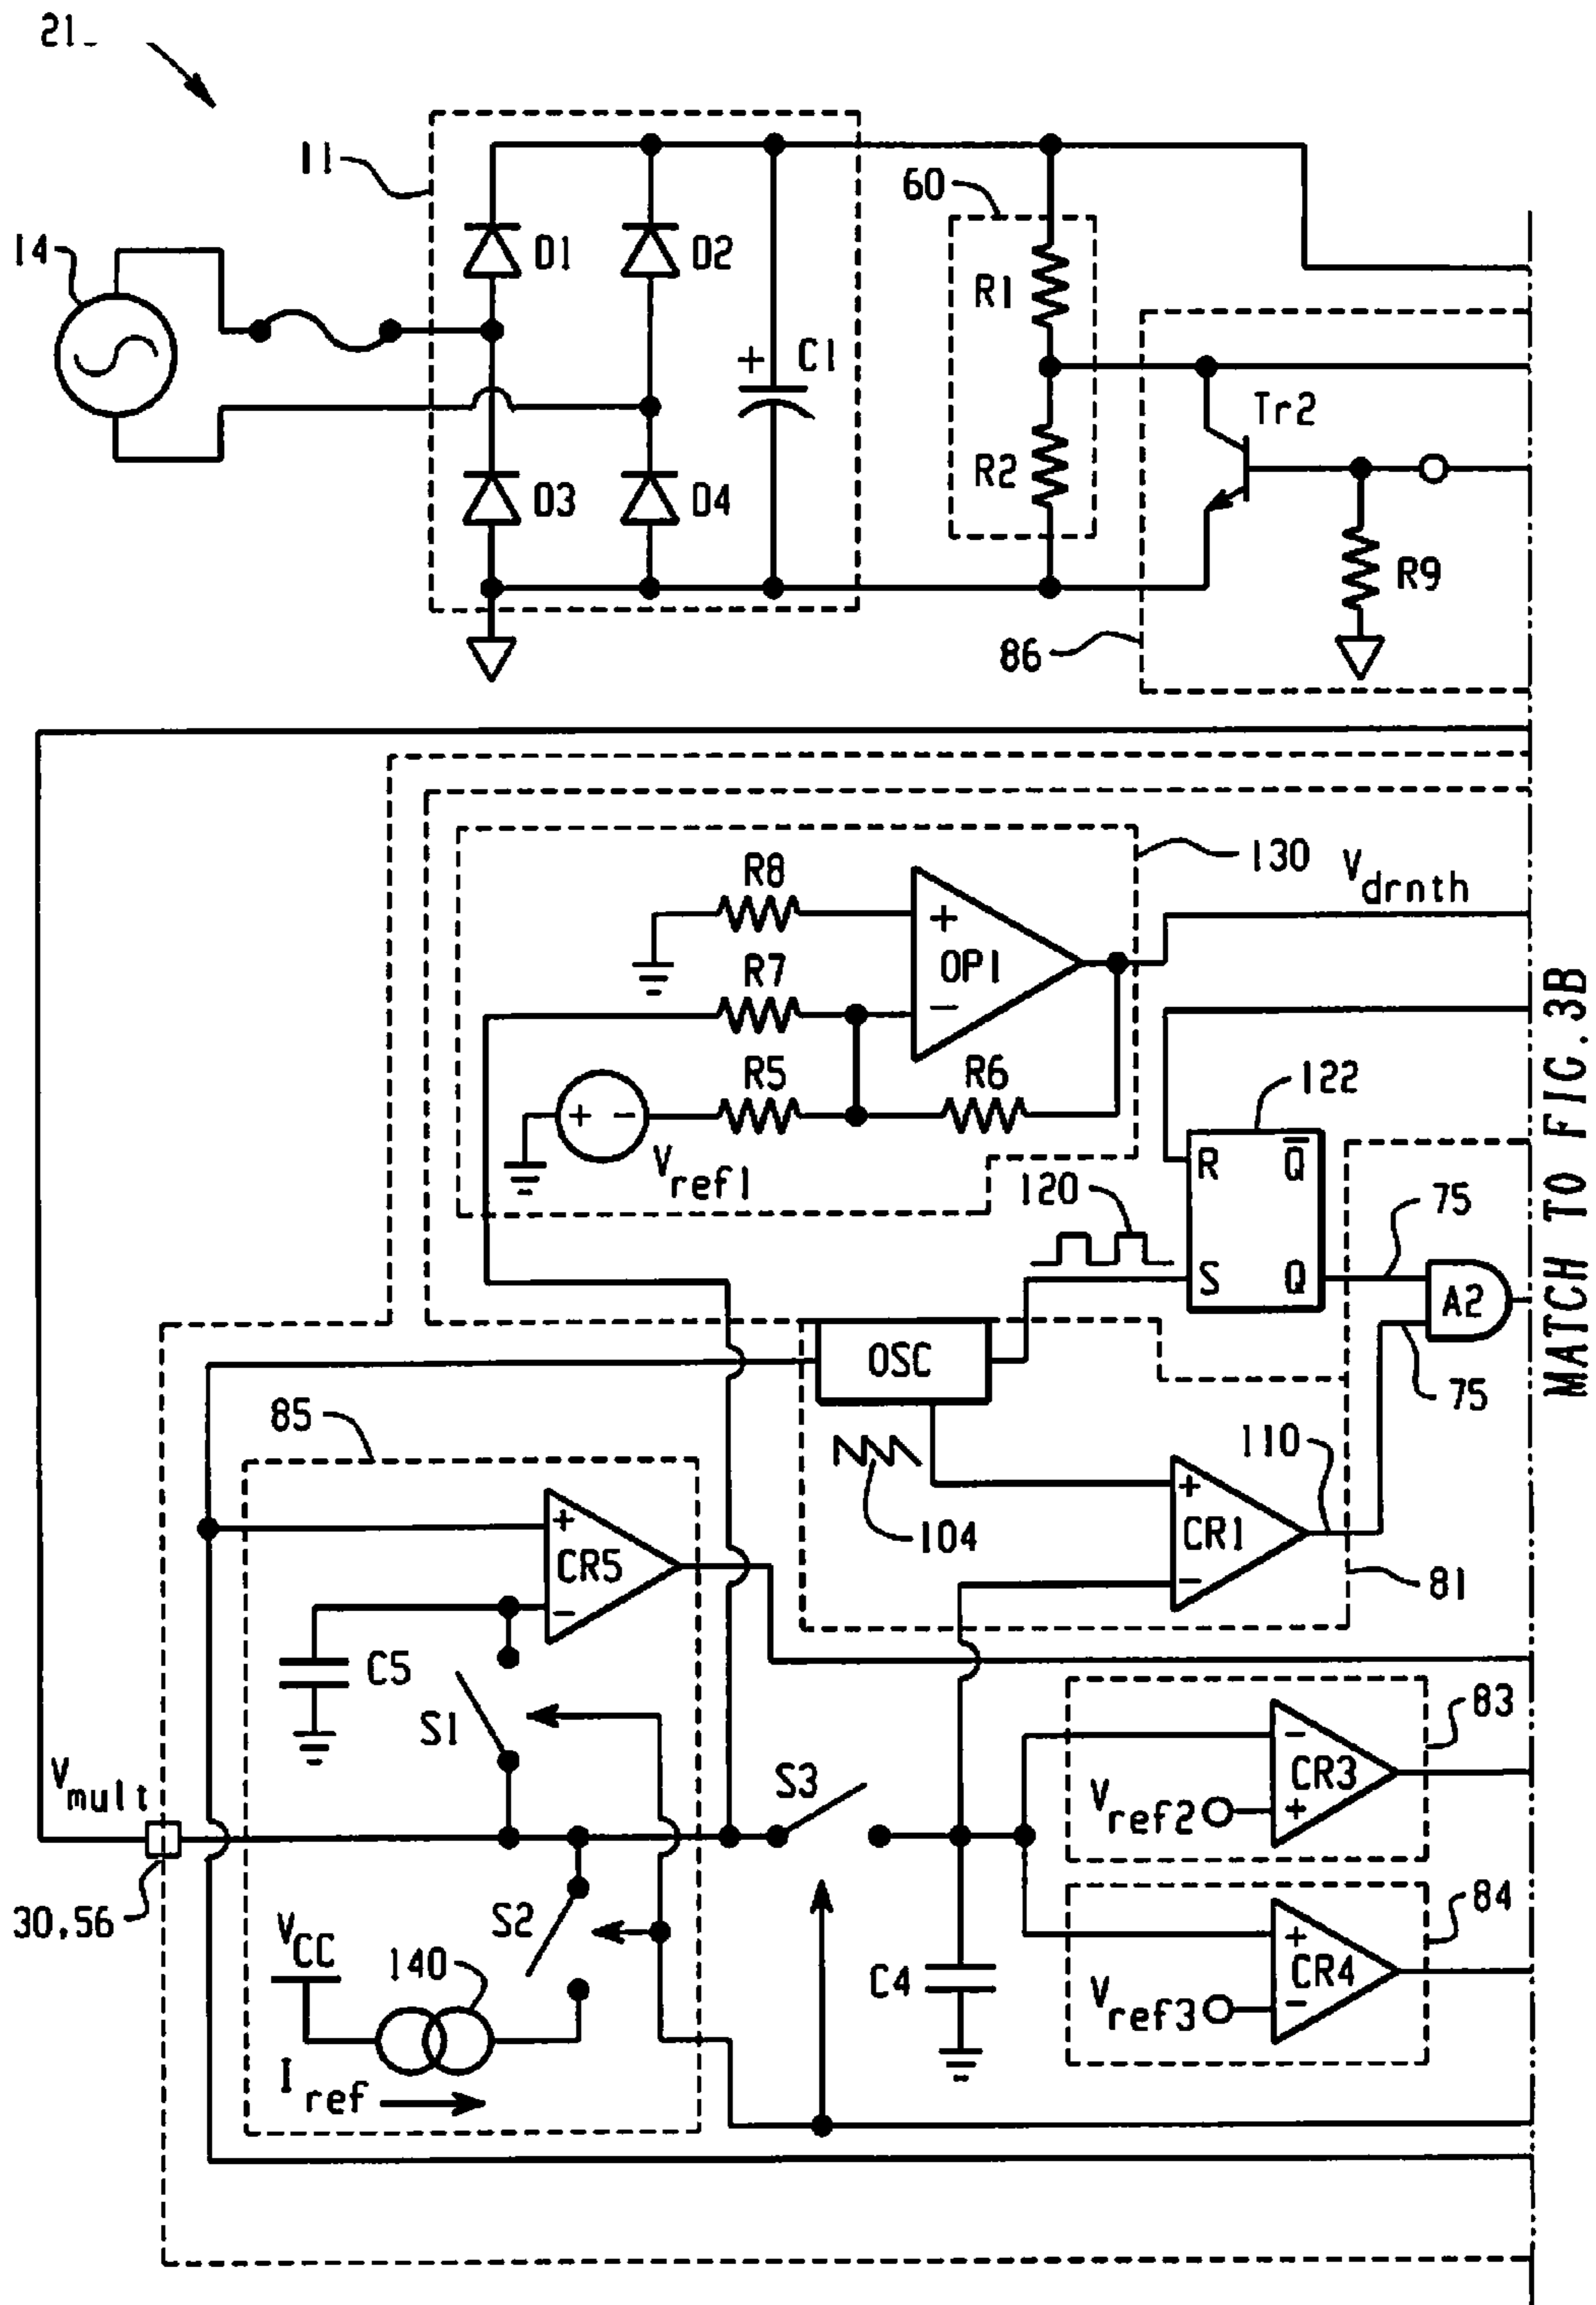 21
11
14
D1
D2
+
C1
60
R1
R2
D3
D4
Tr2
R9
86
130
V drnth
R8
+
OP1
R7
−
R5
R6
+ −
V ref1
122
R Q̅
S Q
120
75
A2
75
OSC
104
110
+
CR1
−
81
85
+
CR5
−
C5
S1
V mult
30,56
S2
S3
V CC
140
I ref
C4
83
−
CR3
+
V ref2
84
+
CR4
−
V ref3
MATCH TO FIG. 3B